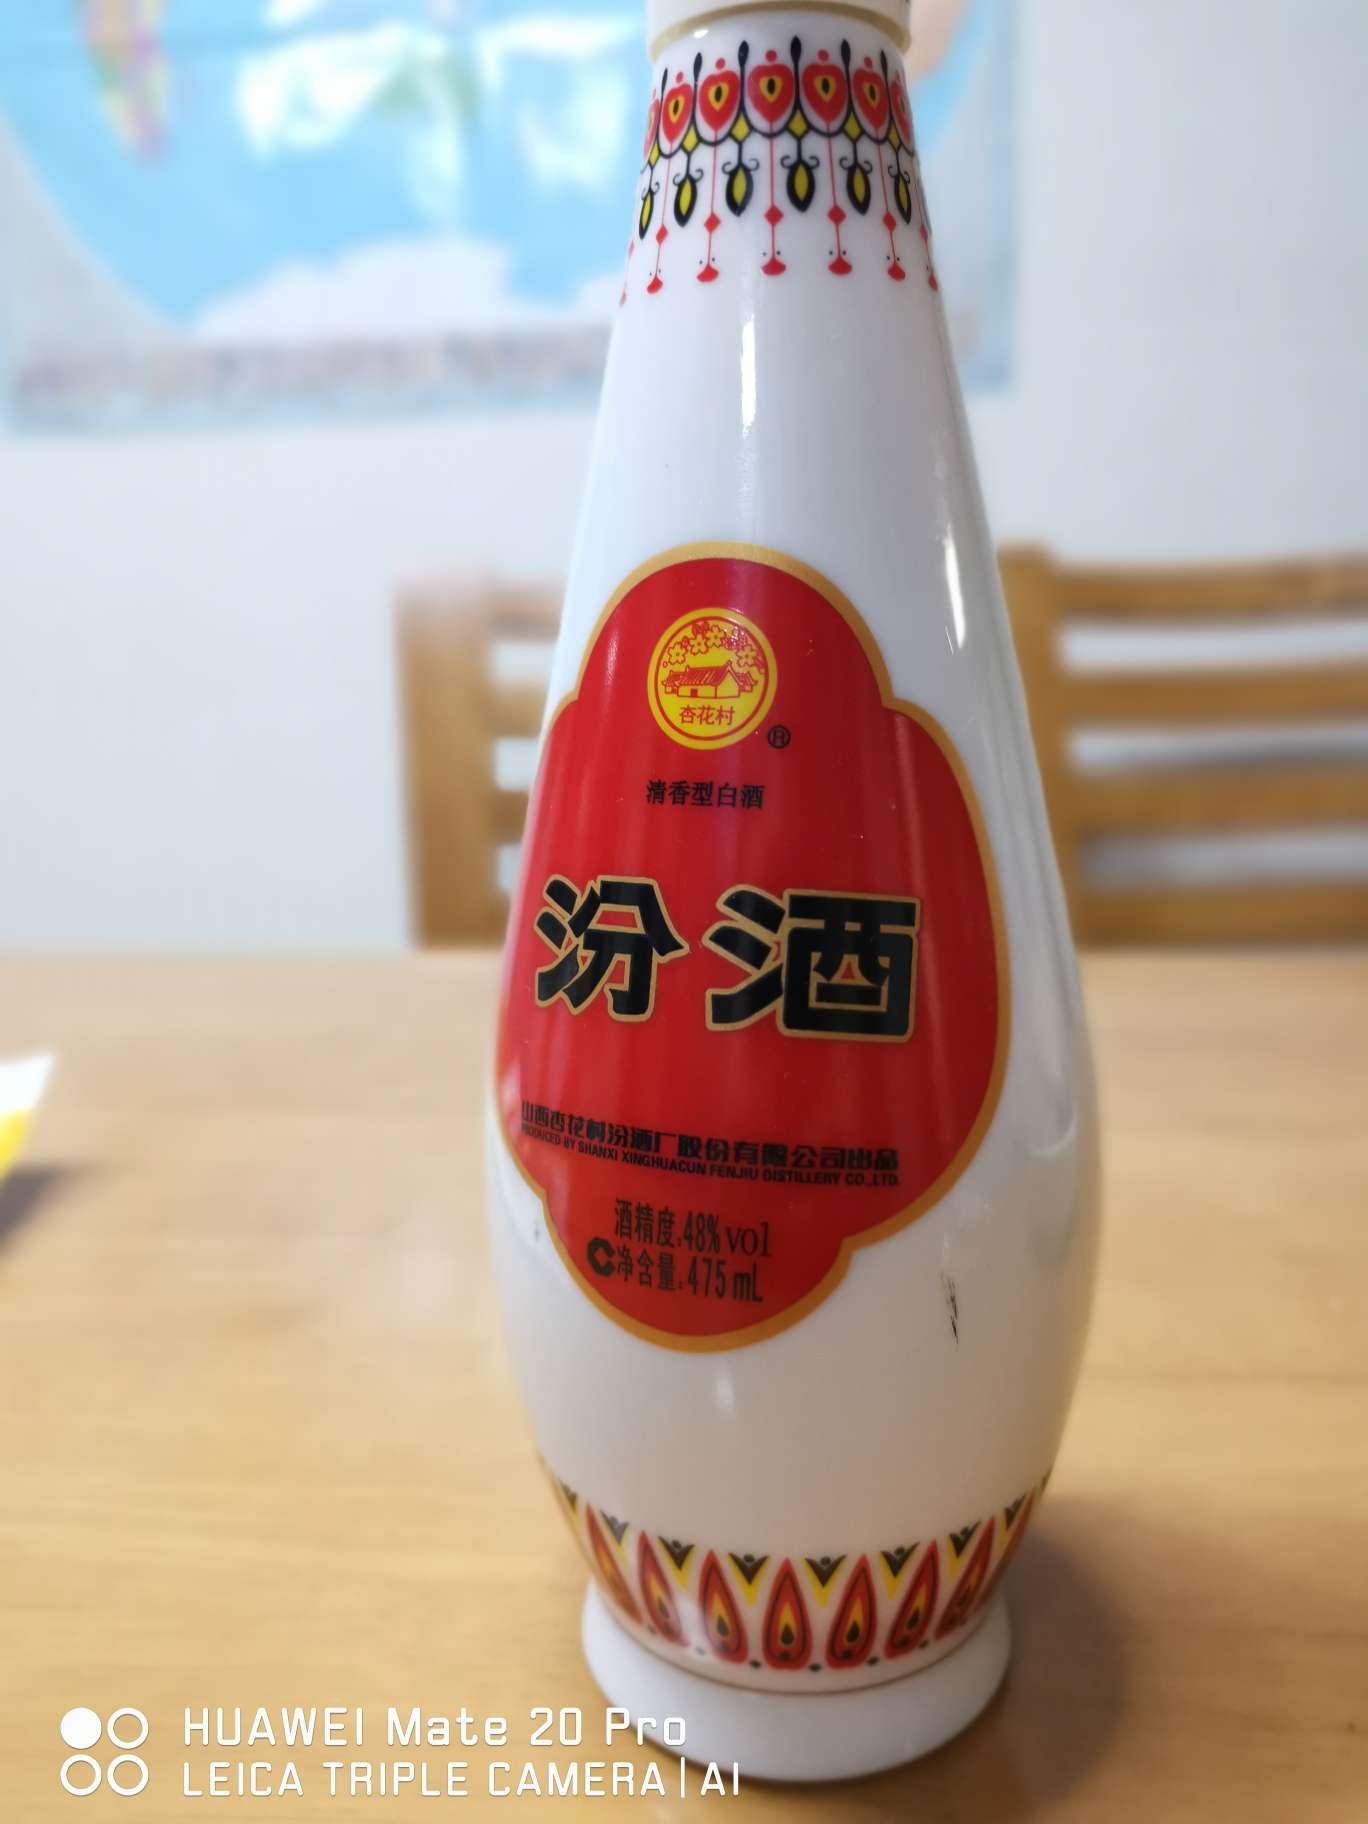 杏花村
®
清香型白酒
汾酒
山西杏花村汾酒厂股份有限公司出品
PRODUCED BY SHANXI XINGHUACUN FENJIU DISTILLERY CO.,LTD.
酒精度:48%vol
C净含量:475mL
HUAWEI Mate 20 Pro
LEICA TRIPLE CAMERA|AI